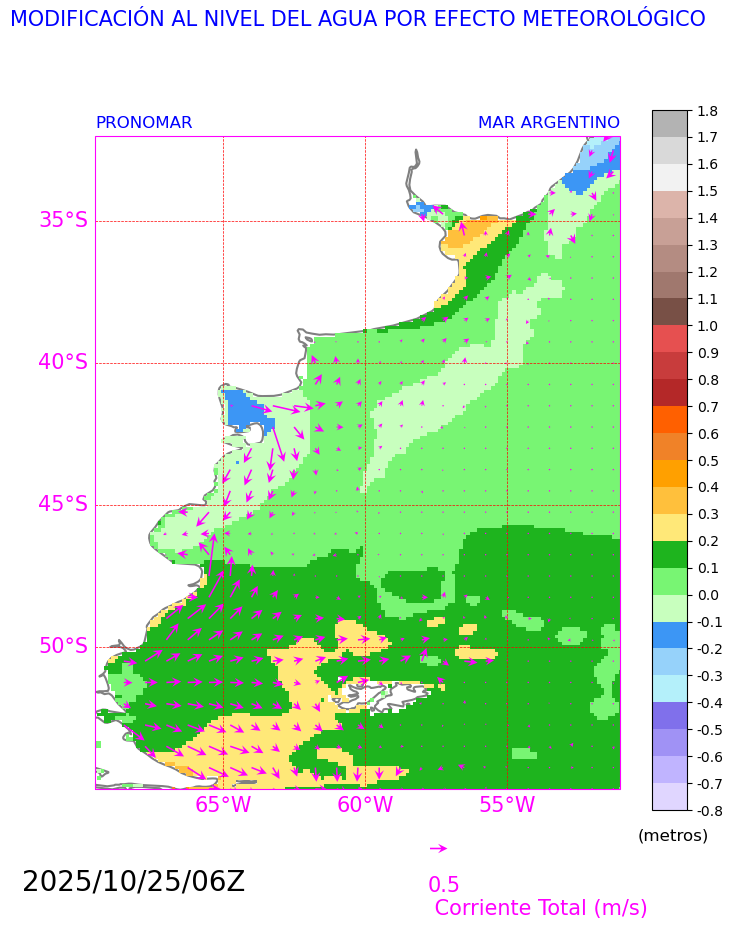 MODIFICACIÓN AL NIVEL DEL AGUA POR EFECTO METEOROLÓGICO
PRONOMAR MAR ARGENTINO
35°S
40°S
45°S
50°S
65°W 60°W 55°W
1.8
1.7
1.6
1.5
1.4
1.3
1.2
1.1
1.0
0.9
0.8
0.7
0.6
0.5
0.4
0.3
0.2
0.1
0.0
-0.1
-0.2
-0.3
-0.4
-0.5
-0.6
-0.7
-0.8
(metros)
2025/10/25/06Z
0.5
Corriente Total (m/s)